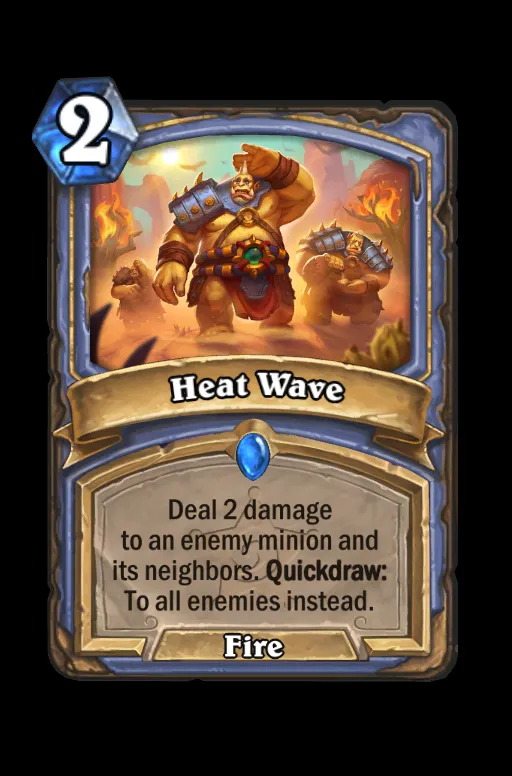 2
Heat Wave
Deal 2 damage
to an enemy minion and
its neighbors. Quickdraw:
To all enemies instead.
Fire